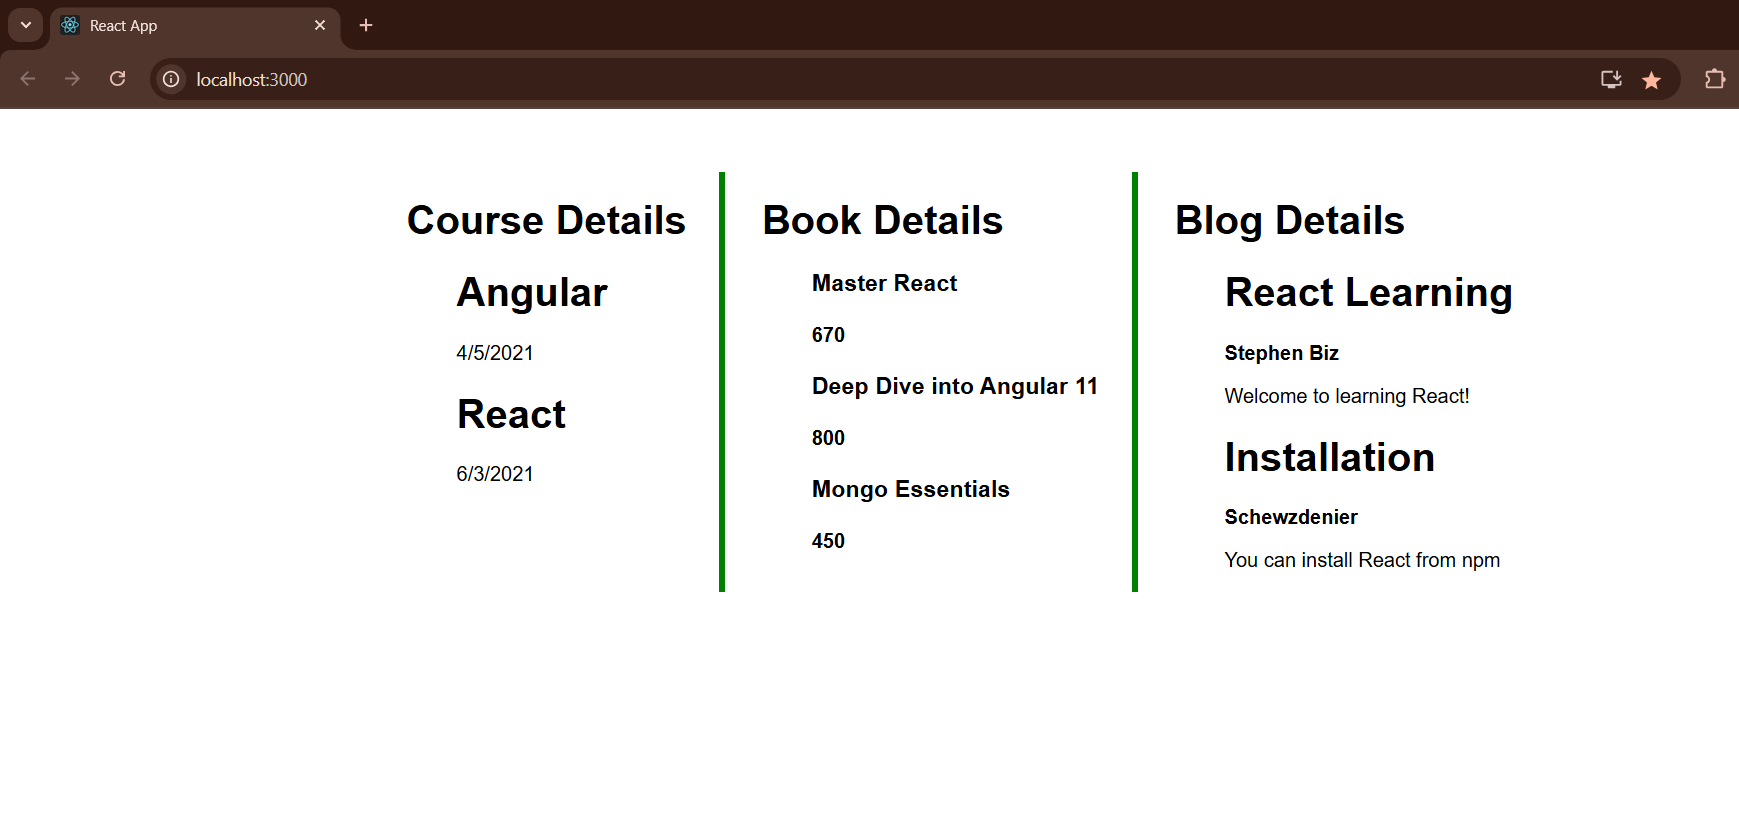 React App
localhost:3000
Course Details
Angular
4/5/2021
React
6/3/2021
Book Details
Master React
670
Deep Dive into Angular 11
800
Mongo Essentials
450
Blog Details
React Learning
Stephen Biz
Welcome to learning React!
Installation
Schewzdenier
You can install React from npm